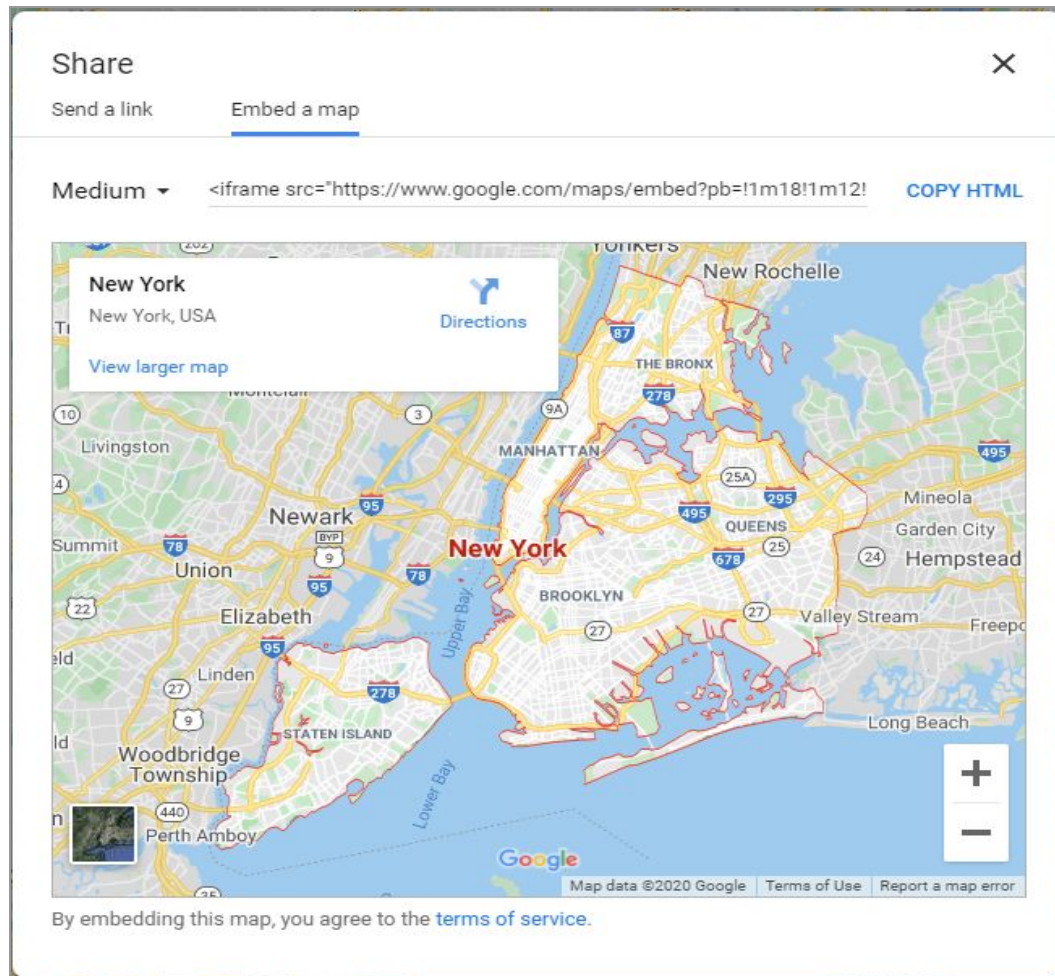 Share
Send a link
Embed a map
Medium
<iframe src="https://www.google.com/maps/embed?pb=!1m18!1m12!
COPY HTML
202
Yonkers
New York
New York, USA
Directions
View larger map
New Rochelle
87
THE BRONX
278
10
3
9A
Livingston
MANHATTAN
495
25A
295
95
Newark
495
Mineola
BYP
9
QUEENS
Garden City
Summit
78
New York
25
24
Hempstead
Union
78
678
95
22
BROOKLYN
Elizabeth
Upper Bay
27
27
Valley Stream
95
Linden
27
278
9
STATEN ISLAND
Long Beach
Woodbridge
Township
Lower Bay
440
Perth Amboy
Google
35
Map data ©2020 Google
Terms of Use
Report a map error
By embedding this map, you agree to the terms of service.